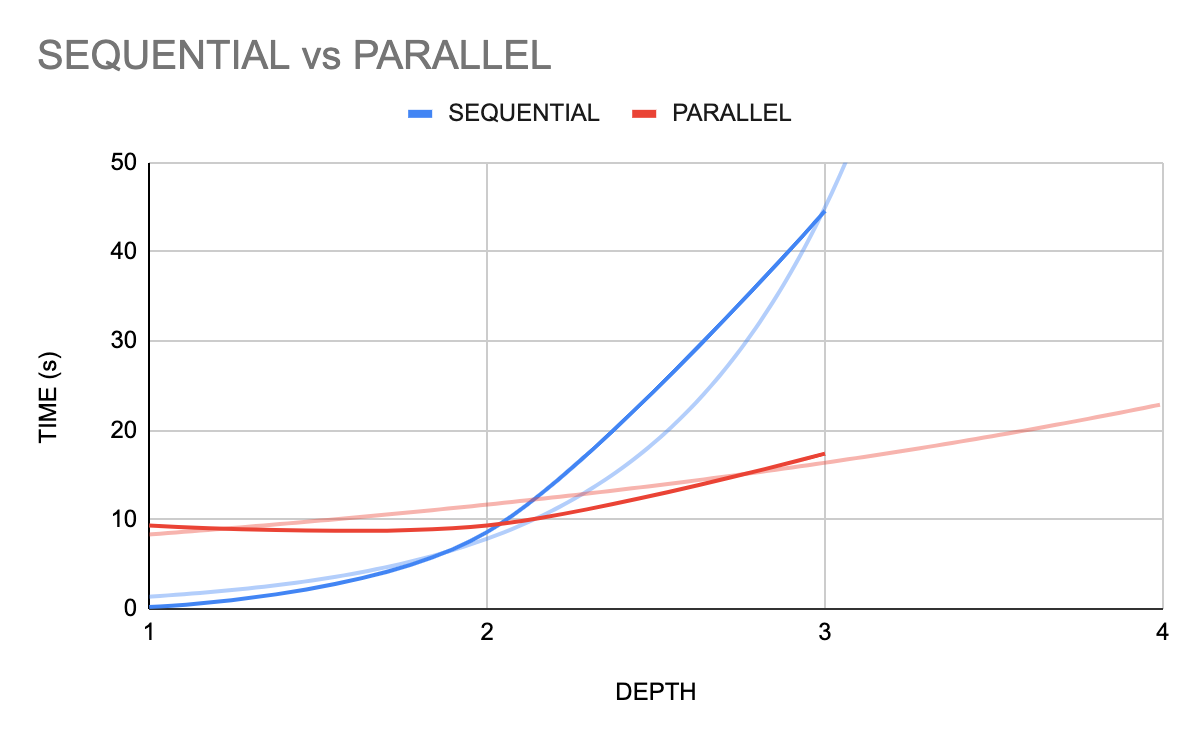 SEQUENTIAL vs PARALLEL
SEQUENTIAL PARALLEL
50
40
30
20
10
0
TIME (s)
1 2 3 4
DEPTH